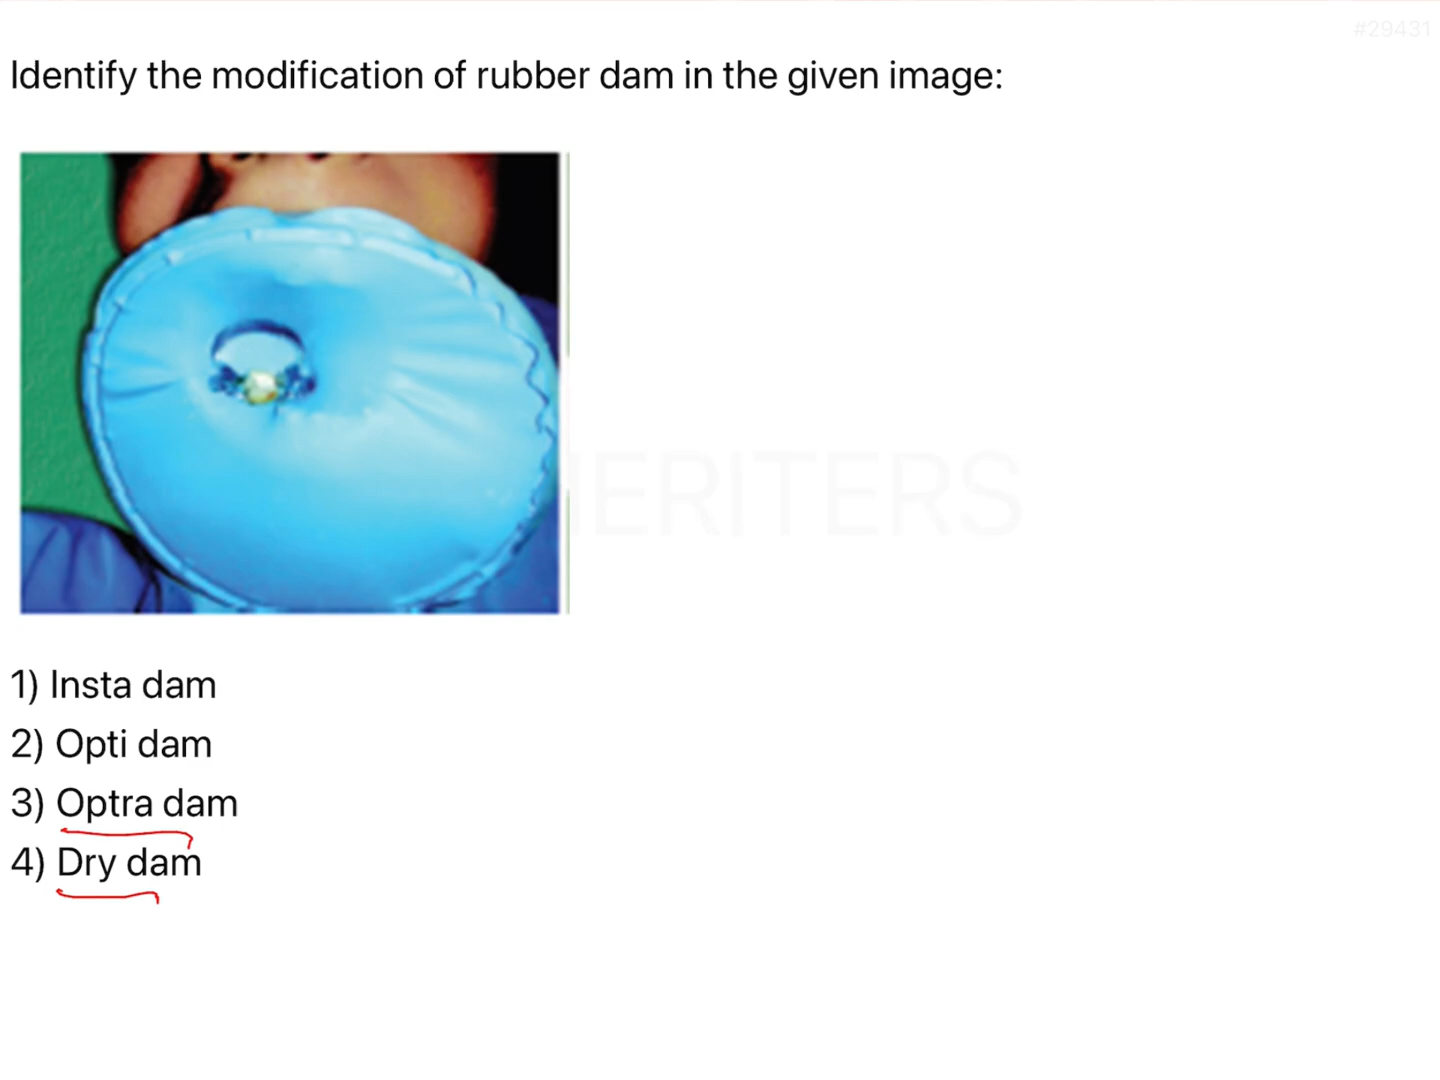 #29431
Identify the modification of rubber dam in the given image:
ERITERS
1) Insta dam
2) Opti dam
3) Optra dam
4) Dry dam